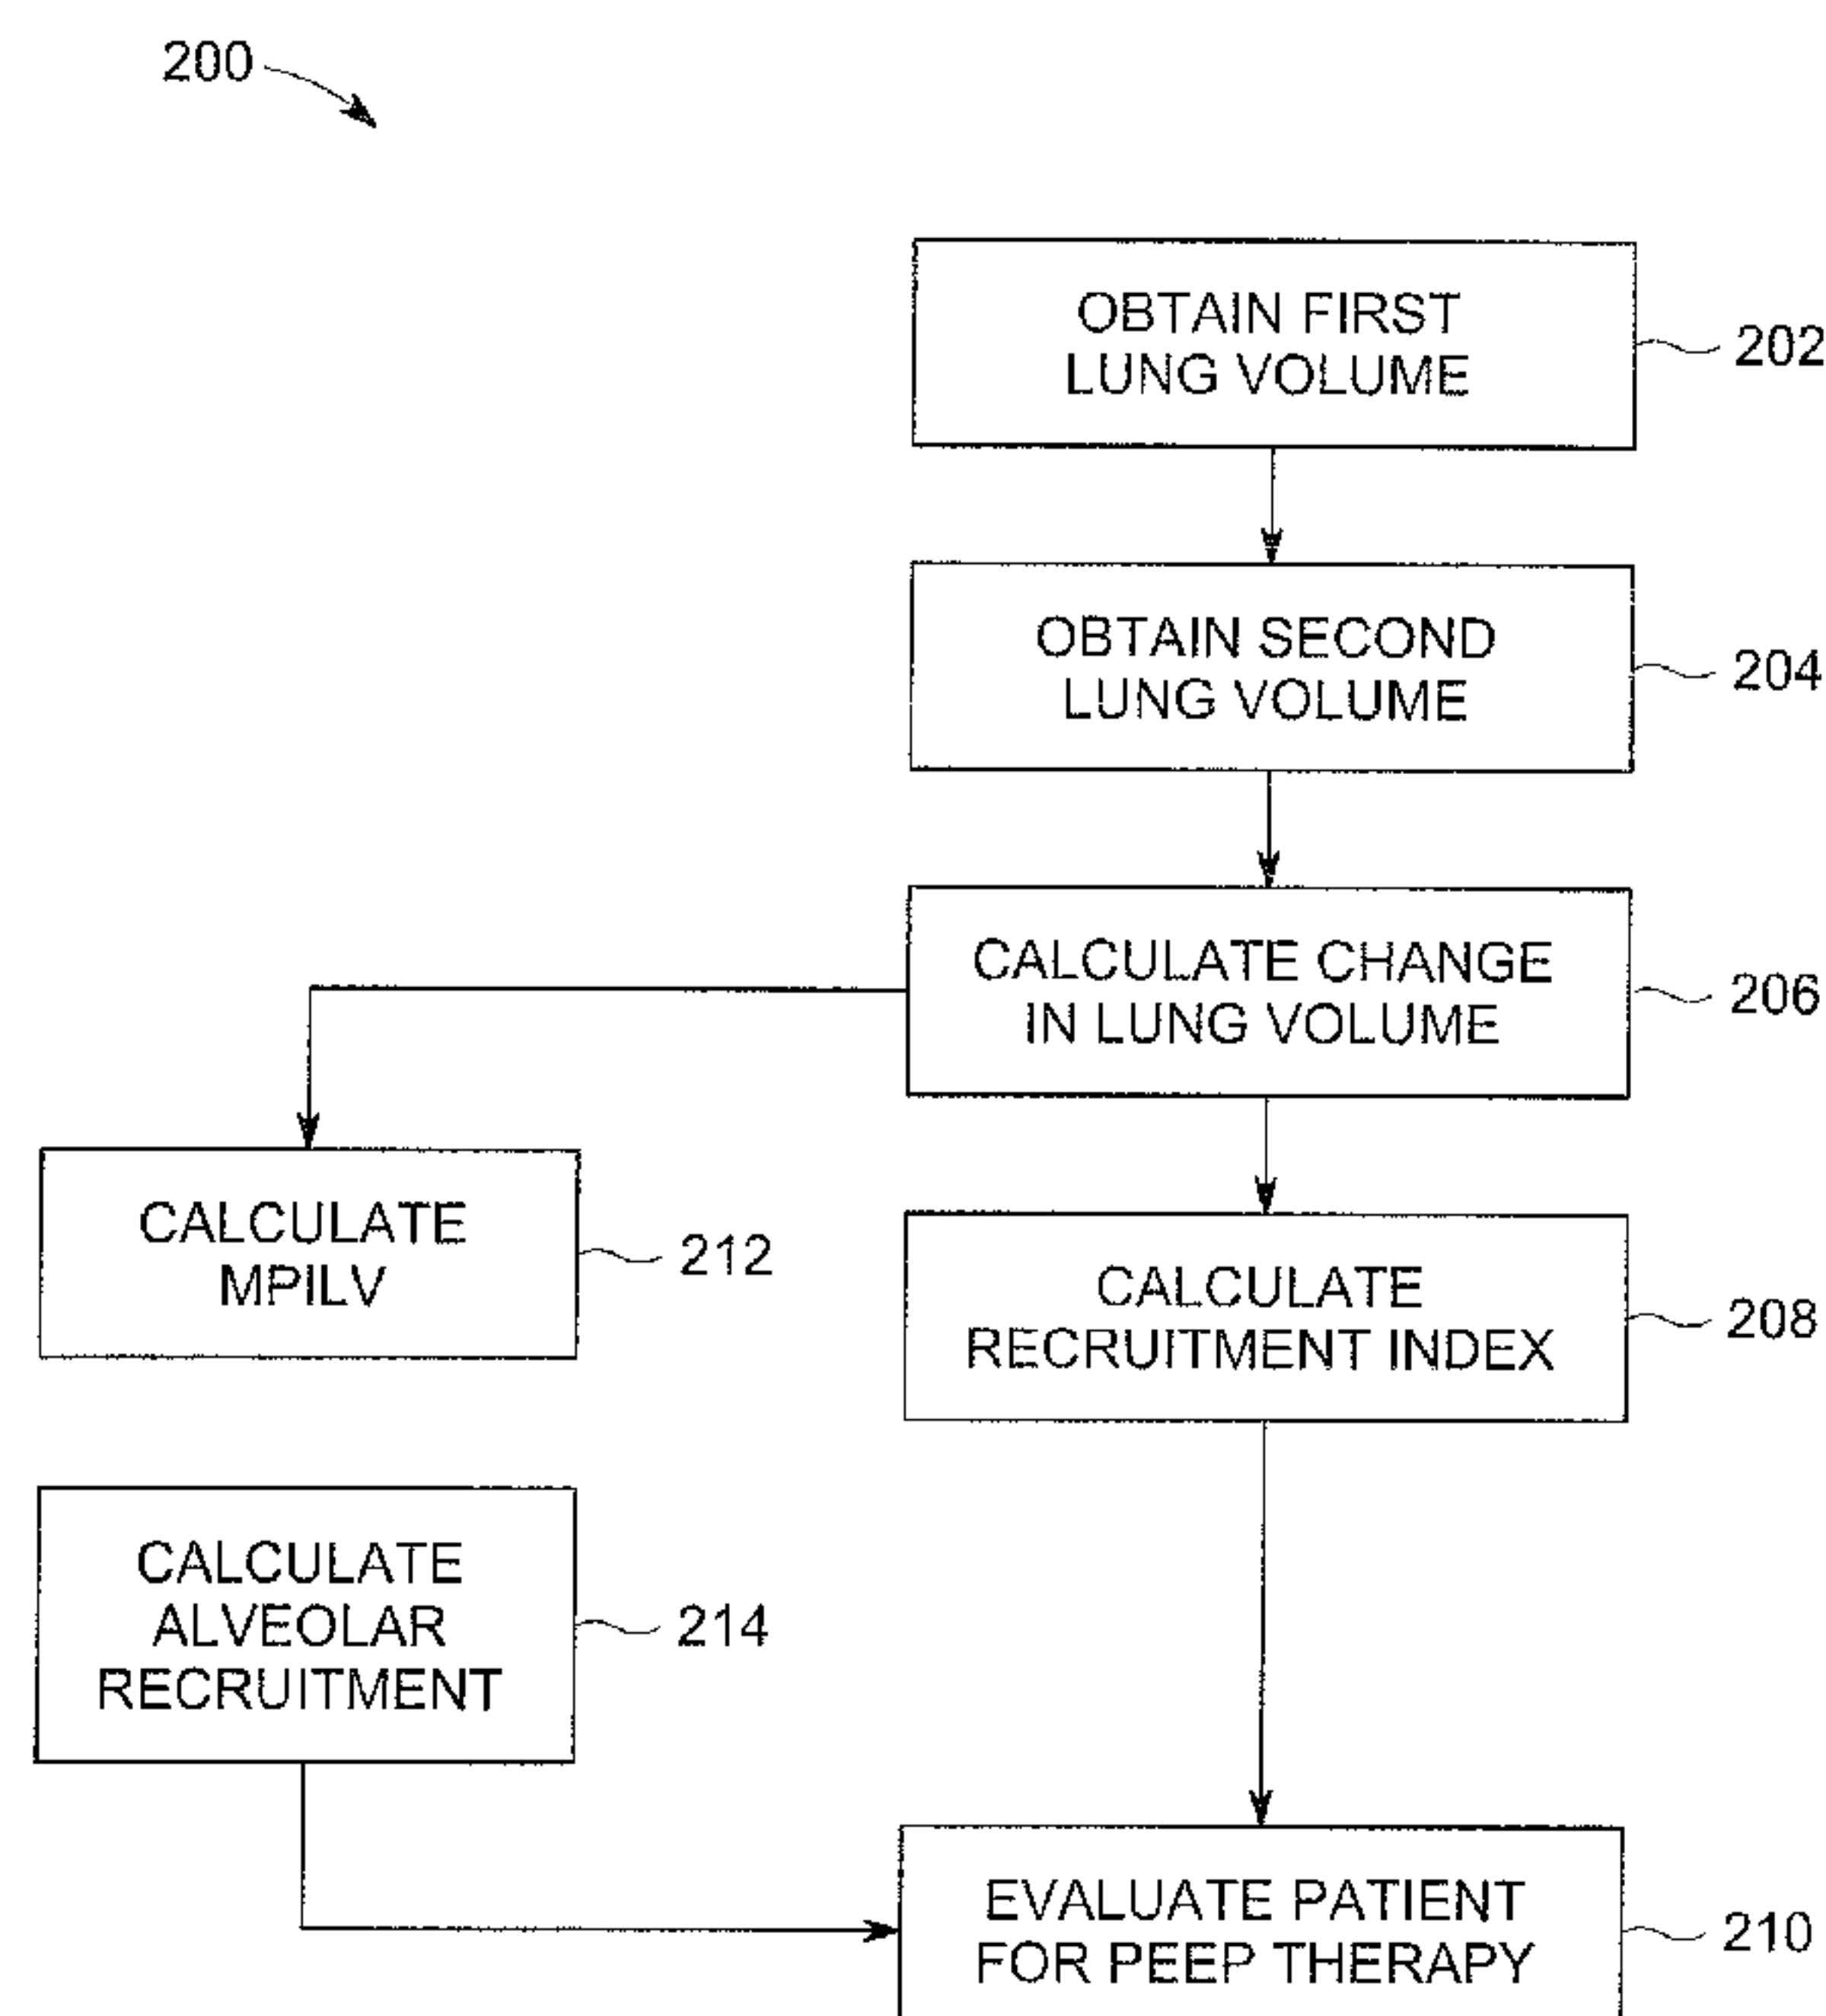 200
OBTAIN FIRST
LUNG VOLUME
202
OBTAIN SECOND
LUNG VOLUME
204
CALCULATE CHANGE
IN LUNG VOLUME
206
CALCULATE
MPILV
212
CALCULATE
RECRUITMENT INDEX
208
CALCULATE
ALVEOLAR
RECRUITMENT
214
EVALUATE PATIENT
FOR PEEP THERAPY
210